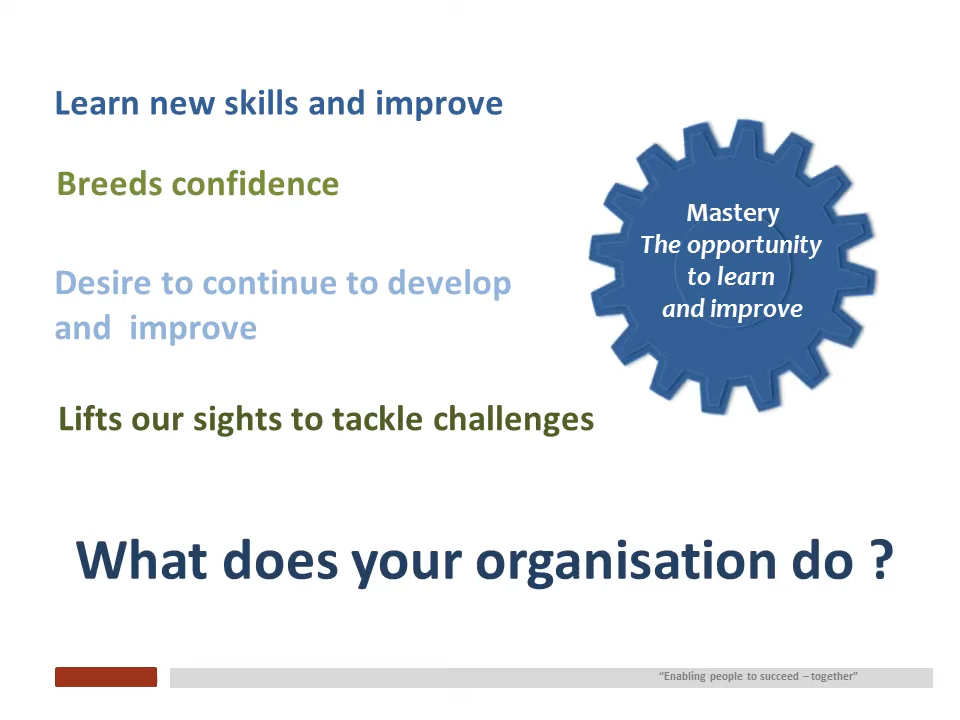 Learn new skills and improve
Breeds confidence
Desire to continue to develop
and improve
Lifts our sights to tackle challenges
Mastery
The opportunity
to learn
and improve
What does your organisation do ?
“Enabling people to succeed – together”